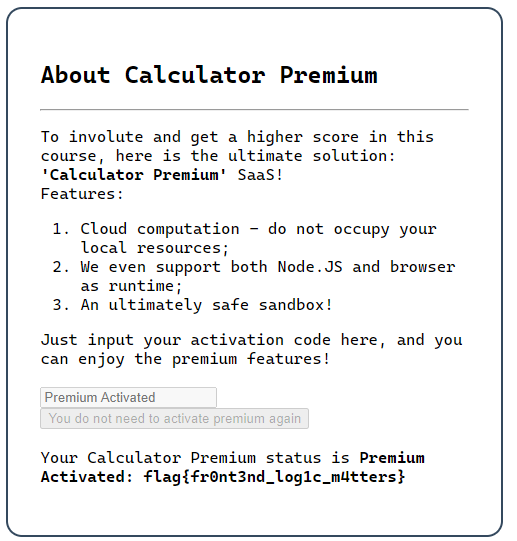 About Calculator Premium
To involute and get a higher score in this
course, here is the ultimate solution:
'Calculator Premium' SaaS!
Features:
1. Cloud computation – do not occupy your
local resources;
2. We even support both Node.JS and browser
as runtime;
3. An ultimately safe sandbox!
Just input your activation code here, and you
can enjoy the premium features!
Premium Activated
You do not need to activate premium again
Your Calculator Premium status is Premium
Activated: flag{fr0nt3nd_log1c_m4tters}